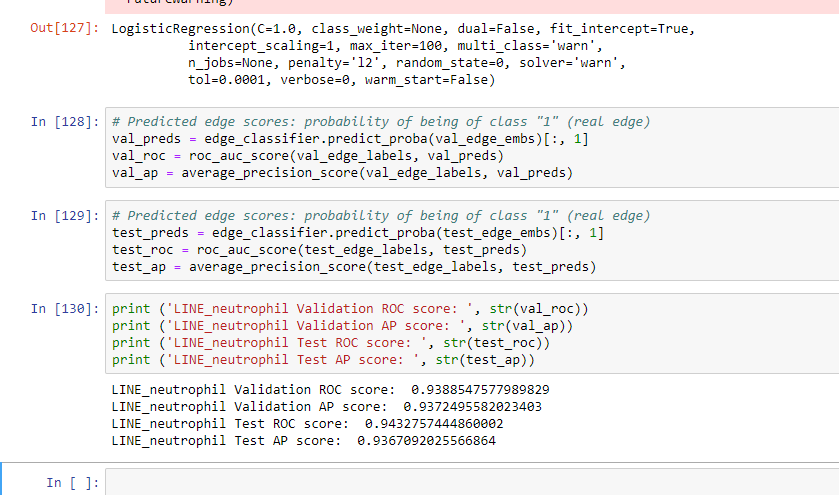 FutureWarning)
Out[127]: LogisticRegression(C=1.0, class_weight=None, dual=False, fit_intercept=True,
intercept_scaling=1, max_iter=100, multi_class='warn',
n_jobs=None, penalty='l2', random_state=0, solver='warn',
tol=0.0001, verbose=0, warm_start=False)
In [128]: # Predicted edge scores: probability of being of class "1" (real edge)
val_preds = edge_classifier.predict_proba(val_edge_embs)[:, 1]
val_roc = roc_auc_score(val_edge_labels, val_preds)
val_ap = average_precision_score(val_edge_labels, val_preds)
In [129]: # Predicted edge scores: probability of being of class "1" (real edge)
test_preds = edge_classifier.predict_proba(test_edge_embs)[:, 1]
test_roc = roc_auc_score(test_edge_labels, test_preds)
test_ap = average_precision_score(test_edge_labels, test_preds)
In [130]: print ('LINE_neutrophil Validation ROC score: ', str(val_roc))
print ('LINE_neutrophil Validation AP score: ', str(val_ap))
print ('LINE_neutrophil Test ROC score: ', str(test_roc))
print ('LINE_neutrophil Test AP score: ', str(test_ap))
LINE_neutrophil Validation ROC score:  0.9388547577989829
LINE_neutrophil Validation AP score:  0.9372495582023403
LINE_neutrophil Test ROC score:  0.9432757444860002
LINE_neutrophil Test AP score:  0.9367092025566864
In [ ]: